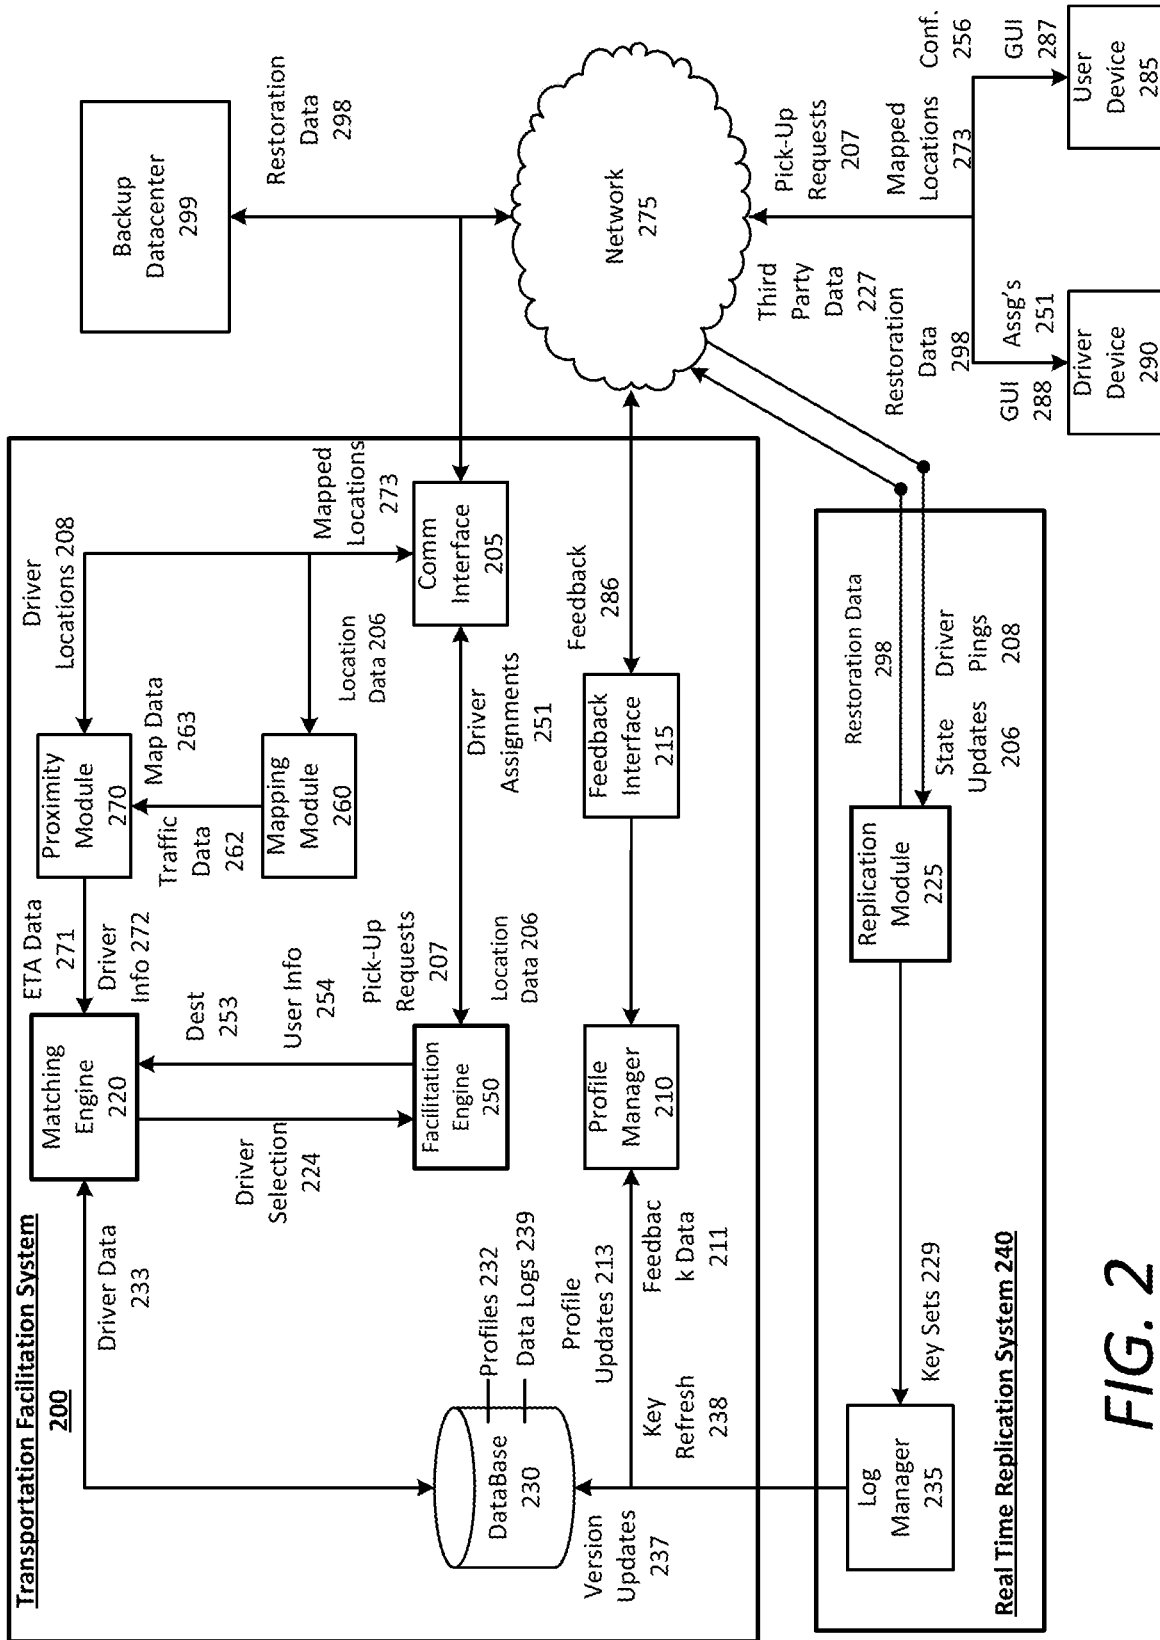 Transportation Facilitation System
200
Driver Data
233
Matching
Engine
220
ETA Data
271
Driver
Info 272
Proximity
Module
270
Driver
Locations 208
Map Data
263
Traffic
Data
262
Mapping
Module
260
Location
Data 206
Mapped
Locations
273
Dest
253
User Info
254
Driver
Selection
224
Facilitation
Engine
250
Pick-Up
Requests
207
Location
Data 206
Driver
Assignments
251
Comm
Interface
205
DataBase
230
Profiles 232
Data Logs 239
Version
Updates
237
Key
Refresh
238
Profile
Updates 213
Feedbac
k Data
211
Profile
Manager
210
Feedback
Interface
215
Feedback
286
Backup
Datacenter
299
Restoration
Data
298
Network
275
Log
Manager
235
Key Sets 229
Replication
Module
225
Restoration Data
298
State
Updates
206
Driver
Pings
208
Real Time Replication System 240
Third
Party
Data
227
Restoration
Data
298
Pick-Up
Requests
207
Mapped
Locations
273
Conf.
256
GUI
287
Assg's
251
GUI
288
Driver
Device
290
User
Device
285
FIG. 2